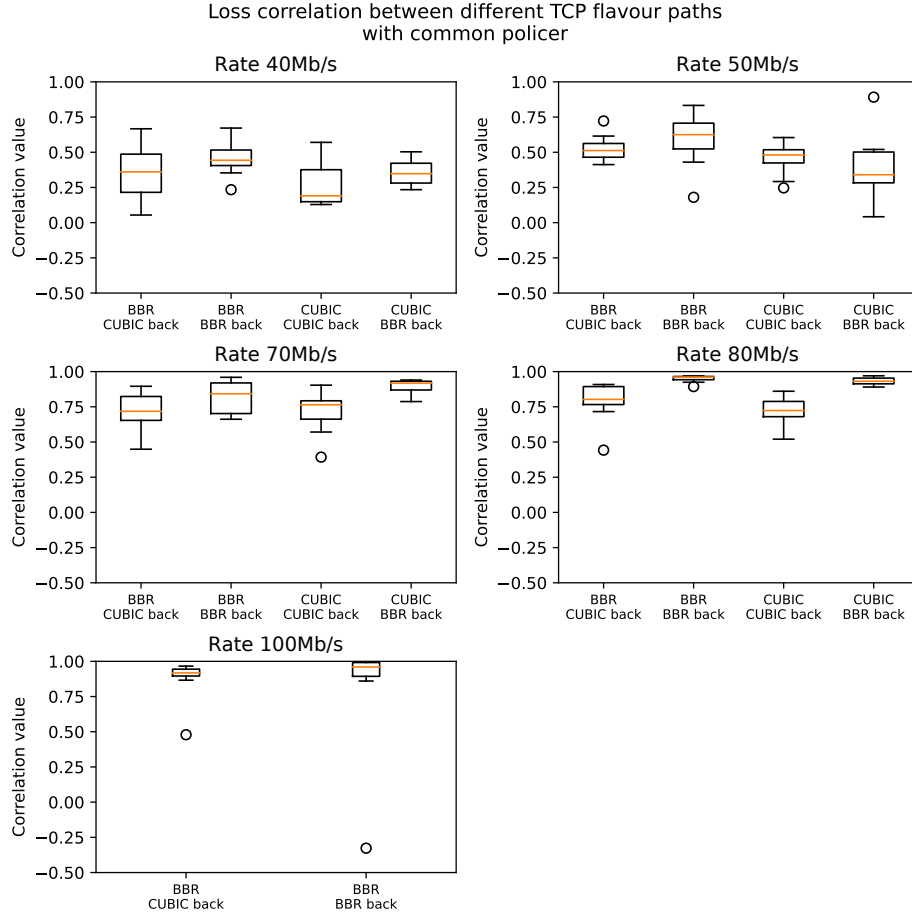 Loss correlation between different TCP flavour paths
with common policer
Rate 40Mb/s
Correlation value
1.00
0.75
0.50
0.25
0.00
−0.25
−0.50
BBR
CUBIC back
BBR
BBR back
CUBIC
CUBIC back
CUBIC
BBR back
Rate 50Mb/s
Correlation value
1.00
0.75
0.50
0.25
0.00
−0.25
−0.50
BBR
CUBIC back
BBR
BBR back
CUBIC
CUBIC back
CUBIC
BBR back
Rate 70Mb/s
Correlation value
1.00
0.75
0.50
0.25
0.00
−0.25
−0.50
BBR
CUBIC back
BBR
BBR back
CUBIC
CUBIC back
CUBIC
BBR back
Rate 80Mb/s
Correlation value
1.00
0.75
0.50
0.25
0.00
−0.25
−0.50
BBR
CUBIC back
BBR
BBR back
CUBIC
CUBIC back
CUBIC
BBR back
Rate 100Mb/s
Correlation value
1.00
0.75
0.50
0.25
0.00
−0.25
−0.50
BBR
CUBIC back
BBR
BBR back